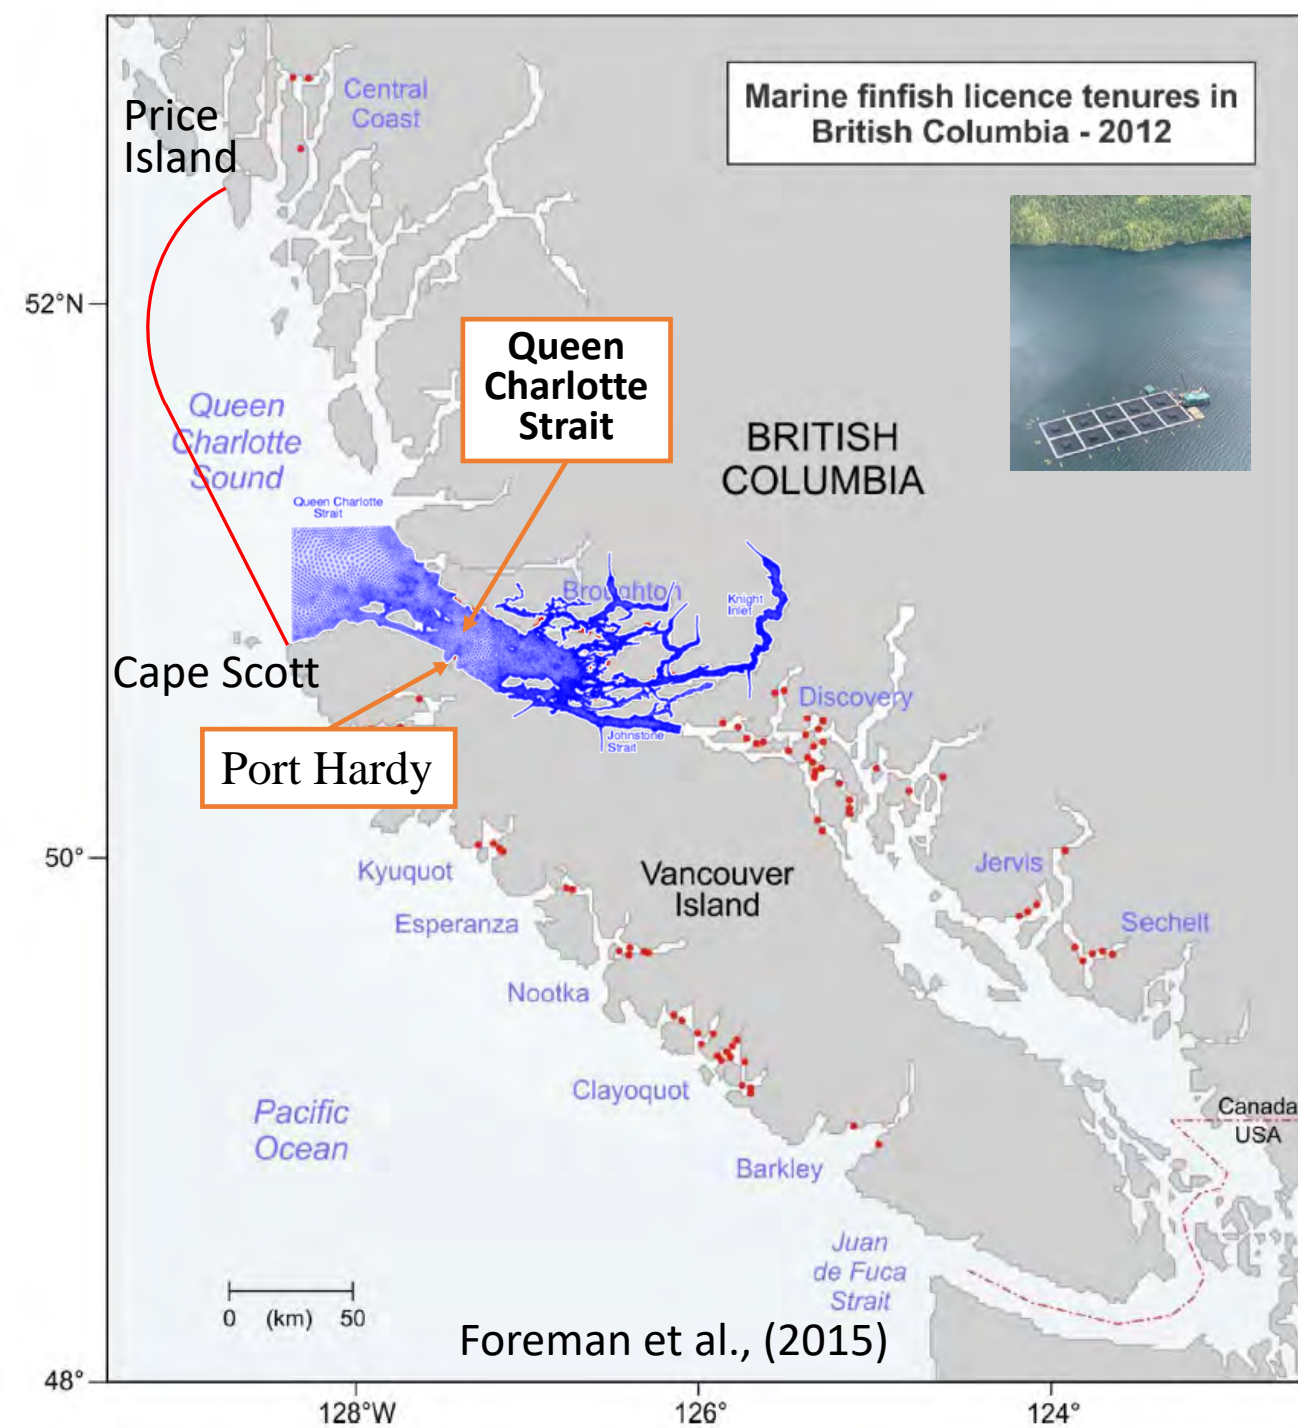 Marine finfish licence tenures in
British Columbia - 2012
Central
Coast
Price
Island
52°N
Queen
Charlotte
Strait
Queen
Charlotte
Sound
BRITISH
COLUMBIA
Queen Charlotte
Strait
Broughton
Knight
Inlet
Cape Scott
Discovery
Johnstone
Strait
Port Hardy
50°
Kyuquot
Vancouver
Island
Jervis
Esperanza
Sechelt
Nootka
Clayoquot
Pacific
Ocean
Canada
USA
Barkley
Juan
de Fuca
Strait
0 (km) 50
Foreman et al., (2015)
48°
128°W 126° 124°